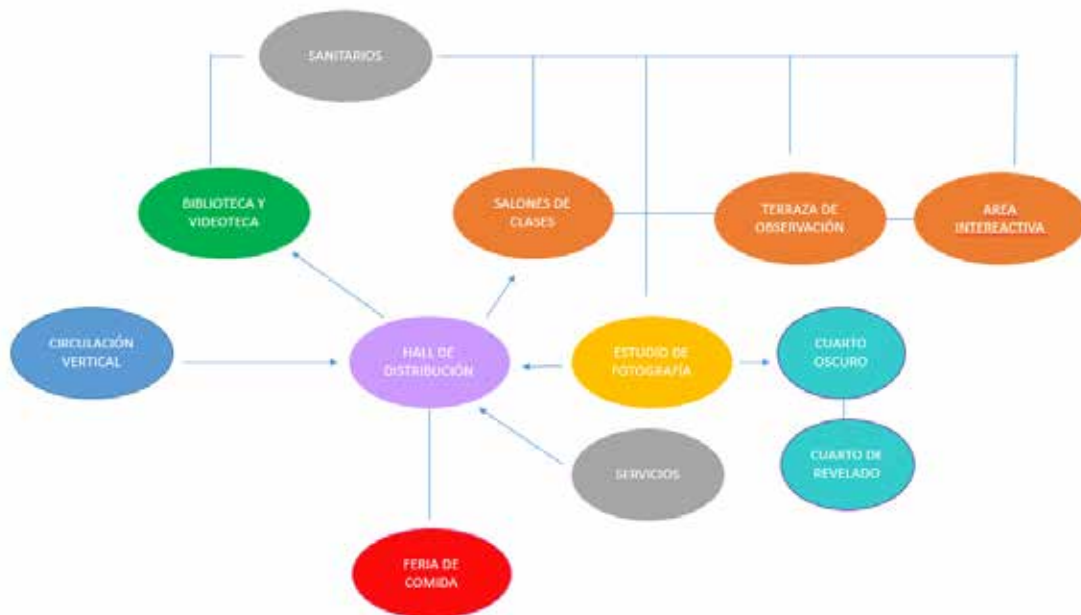 SANITARIOS
BIBLIOTECA Y
VIDEOTECA
SALONES DE
CLASES
TERRAZA DE
OBSERVACIÓN
AREA
INTEREACTIVA
CIRCULACIÓN
VERTICAL
HALL DE
DISTRIBUCIÓN
ESTUDIO DE
FOTOGRAFÍA
CUARTO
OSCURO
SERVICIOS
CUARTO DE
REVELADO
FERIA DE
COMIDA